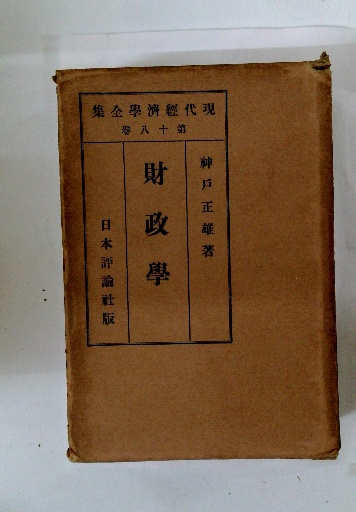 現代經濟學全集
第十八卷
神戸正雄著
財政學
日本評論社版